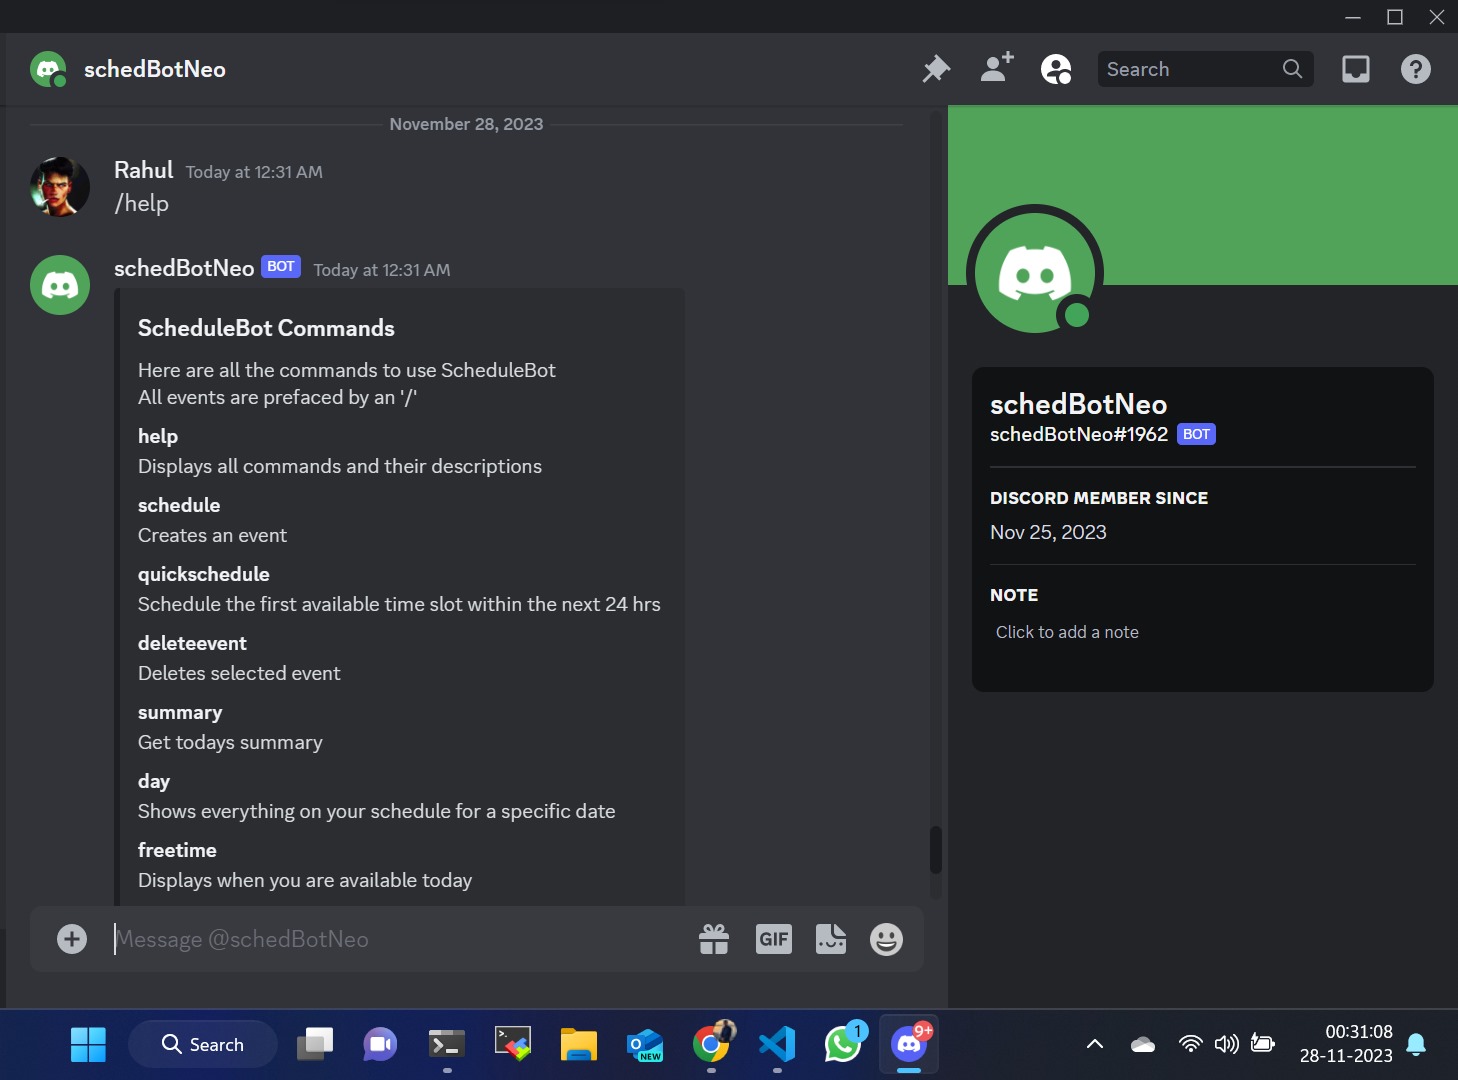 schedBotNeo
Search
November 28, 2023
Rahul Today at 12:31 AM
/help
schedBotNeo BOT Today at 12:31 AM
ScheduleBot Commands
Here are all the commands to use ScheduleBot
All events are prefaced by an '/'
help
Displays all commands and their descriptions
schedule
Creates an event
quickschedule
Schedule the first available time slot within the next 24 hrs
deleteevent
Deletes selected event
summary
Get todays summary
day
Shows everything on your schedule for a specific date
freetime
Displays when you are available today
Message @schedBotNeo
GIF
schedBotNeo
schedBotNeo#1962 BOT
DISCORD MEMBER SINCE
Nov 25, 2023
NOTE
Click to add a note
Search
NEW
1
9+
00:31:08
28-11-2023